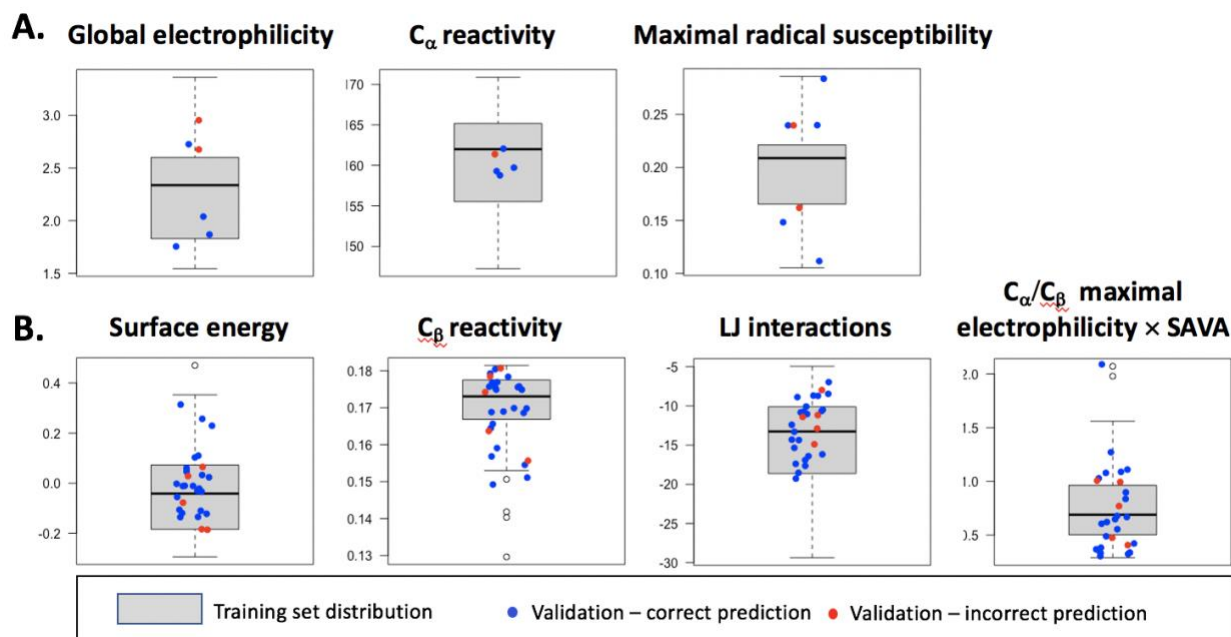 A.
Global electrophilicity
Cα reactivity
Maximal radical susceptibility
3.0
2.5
2.0
1.5
170
165
160
155
150
0.25
0.20
0.15
0.10
B.
Surface energy
Cβ reactivity
LJ interactions
Cα/Cβ maximal
electrophilicity × SAVA
0.4
0.2
0.0
-0.2
0.18
0.17
0.16
0.15
0.14
0.13
-5
-10
-15
-20
-25
-30
2.0
1.5
1.0
0.5
Training set distribution
Validation – correct prediction
Validation – incorrect prediction